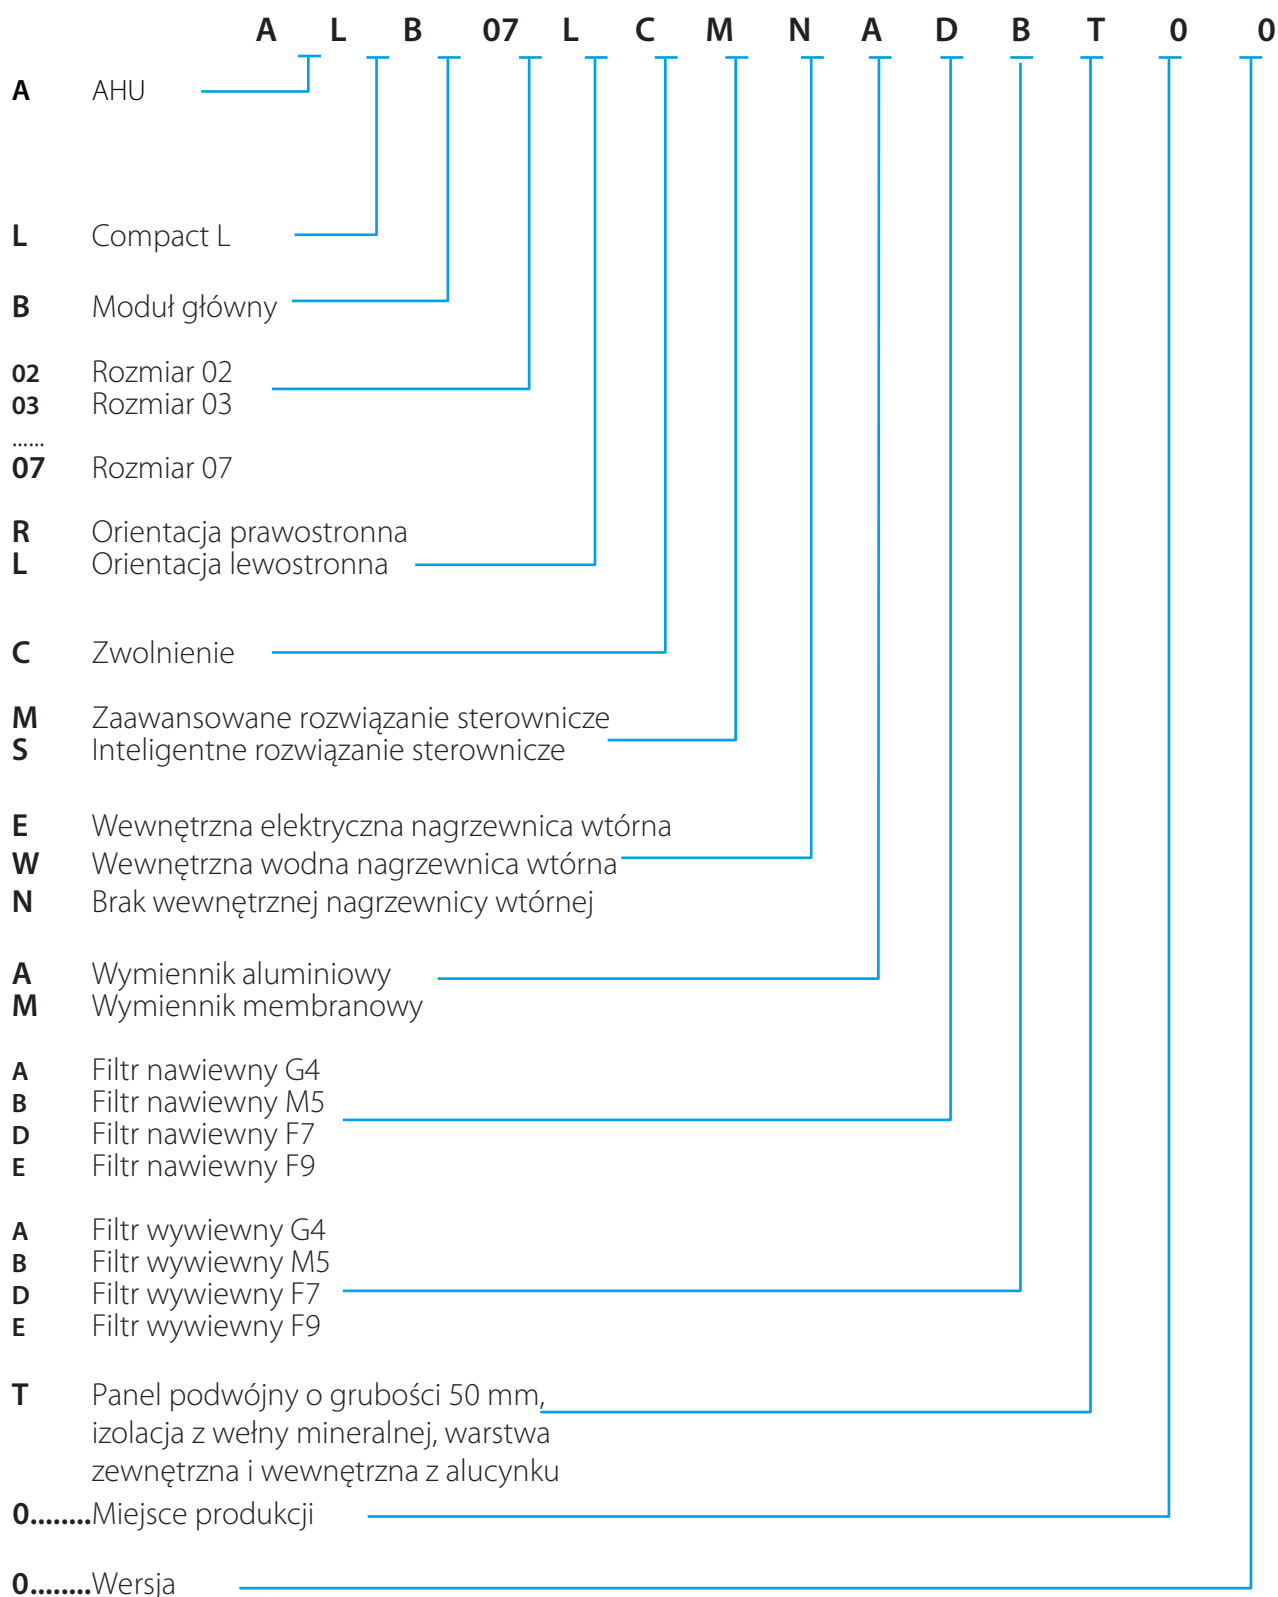 A L B 07 L C M N A D B T 0 0
A AHU
L Compact L
B Moduł główny
02 Rozmiar 02
03 Rozmiar 03
......
07 Rozmiar 07
R Orientacja prawostronna
L Orientacja lewostronna
C Zwolnienie
M Zaawansowane rozwiązanie sterownicze
S Inteligentne rozwiązanie sterownicze
E Wewnętrzna elektryczna nagrzewnica wtórna
W Wewnętrzna wodna nagrzewnica wtórna
N Brak wewnętrznej nagrzewnicy wtórnej
A Wymiennik aluminiowy
M Wymiennik membranowy
A Filtr nawiewny G4
B Filtr nawiewny M5
D Filtr nawiewny F7
E Filtr nawiewny F9
A Filtr wywiewny G4
B Filtr wywiewny M5
D Filtr wywiewny F7
E Filtr wywiewny F9
T Panel podwójny o grubości 50 mm,
izolacja z wełny mineralnej, warstwa
zewnętrzna i wewnętrzna z alucynku
0........Miejsce produkcji
0........Wersja